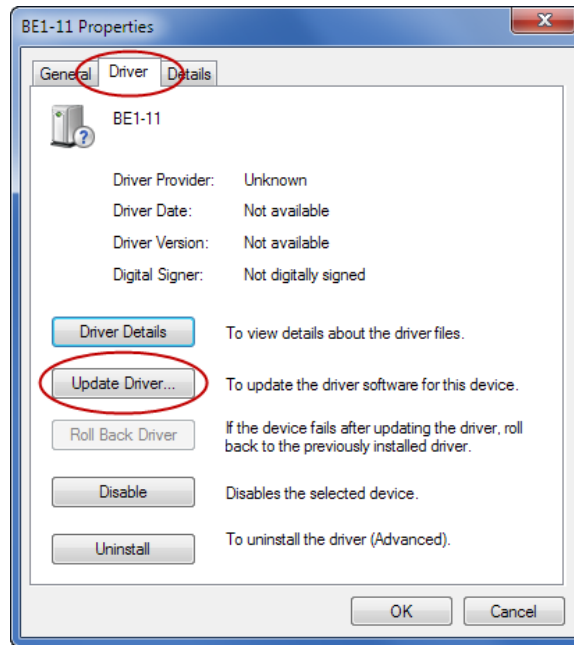 BE1-11 Properties
General Driver Details
BE1-11
Driver Provider: Unknown
Driver Date: Not available
Driver Version: Not available
Digital Signer: Not digitally signed
Driver Details To view details about the driver files.
Update Driver... To update the driver software for this device.
Roll Back Driver If the device fails after updating the driver, roll
back to the previously installed driver.
Disable Disables the selected device.
Uninstall To uninstall the driver (Advanced).
OK Cancel